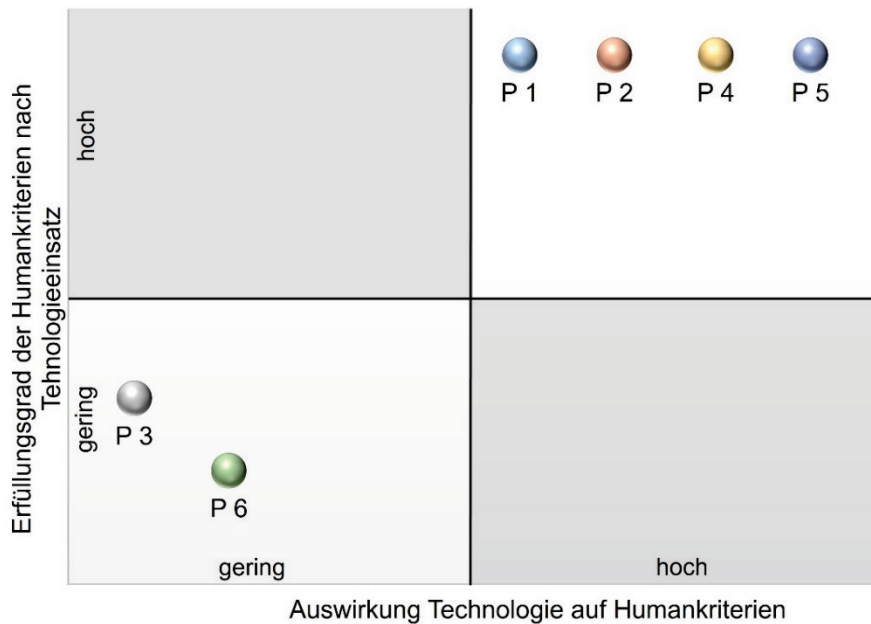 Erfüllungsgrad der Humankriterien nach
Tehnologieeinsatz
hoch
gering
P 1
P 2
P 4
P 5
P 3
P 6
gering
hoch
Auswirkung Technologie auf Humankriterien